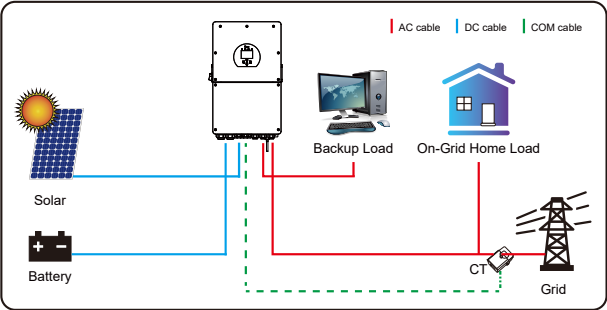 AC cable
DC cable
COM cable
Backup Load
On-Grid Home Load
Solar
Battery
CT
Grid